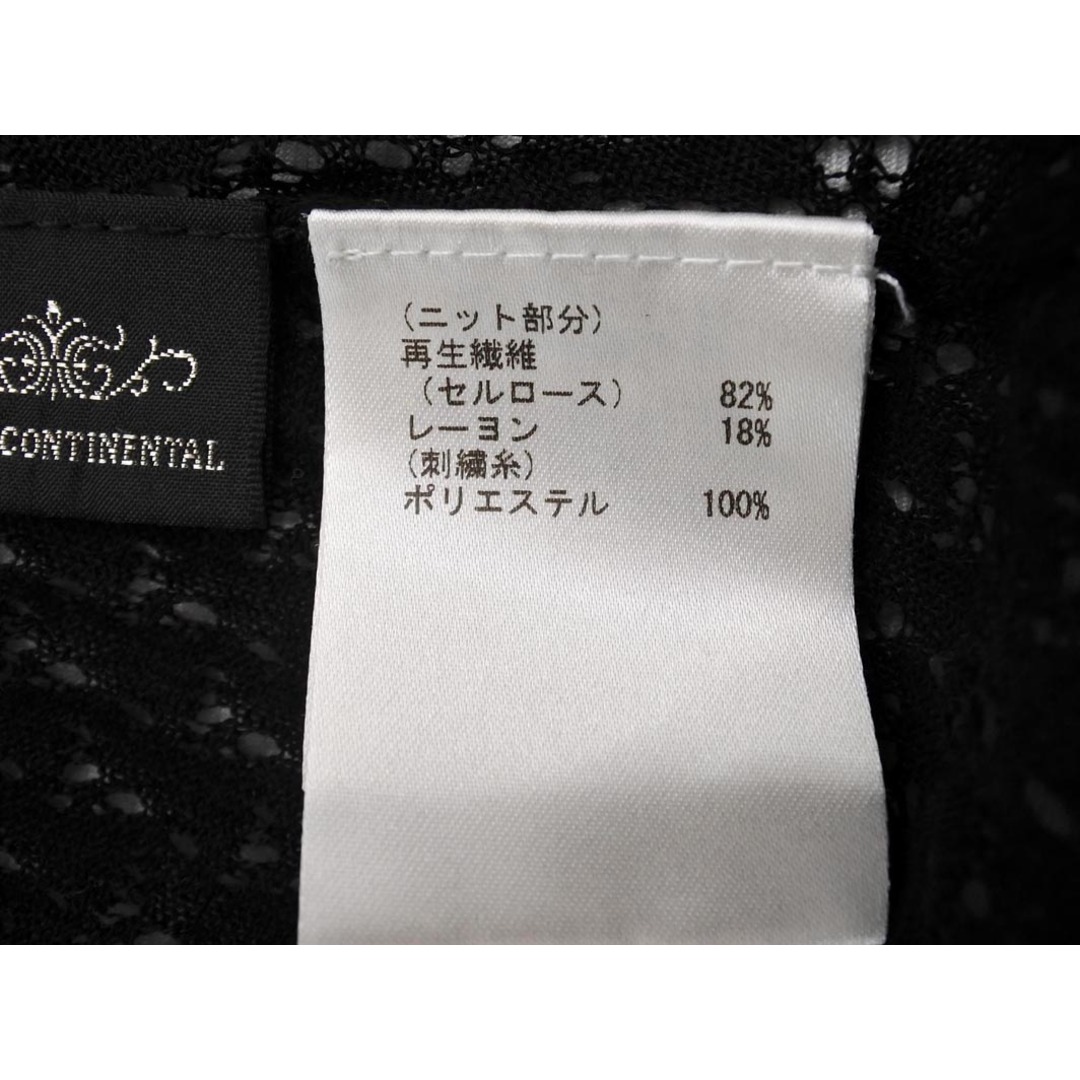 CONTINENTAL
(ニット部分)
再生繊維
(セルロース) 82%
レーヨン 18%
(刺繍糸)
ポリエステル 100%